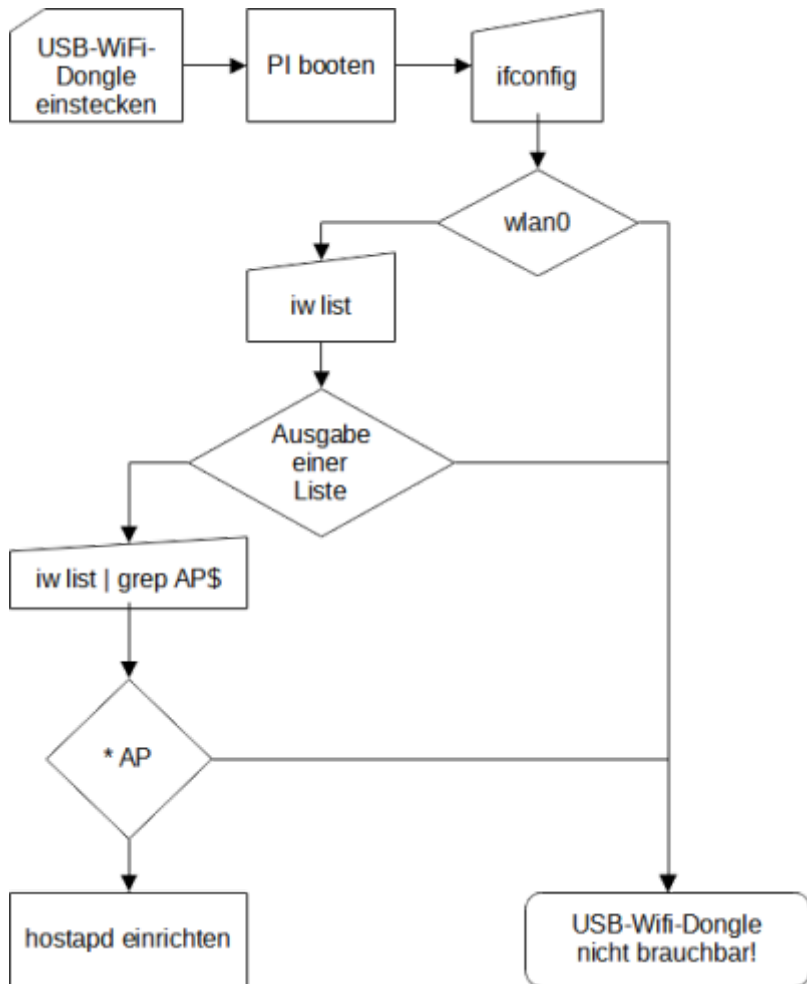 USB-WiFi-
Dongle
einstecken
PI booten
ifconfig
wlan0
iw list
Ausgabe
einer
Liste
iw list | grep AP$
* AP
hostapd einrichten
USB-Wifi-Dongle
nicht brauchbar!